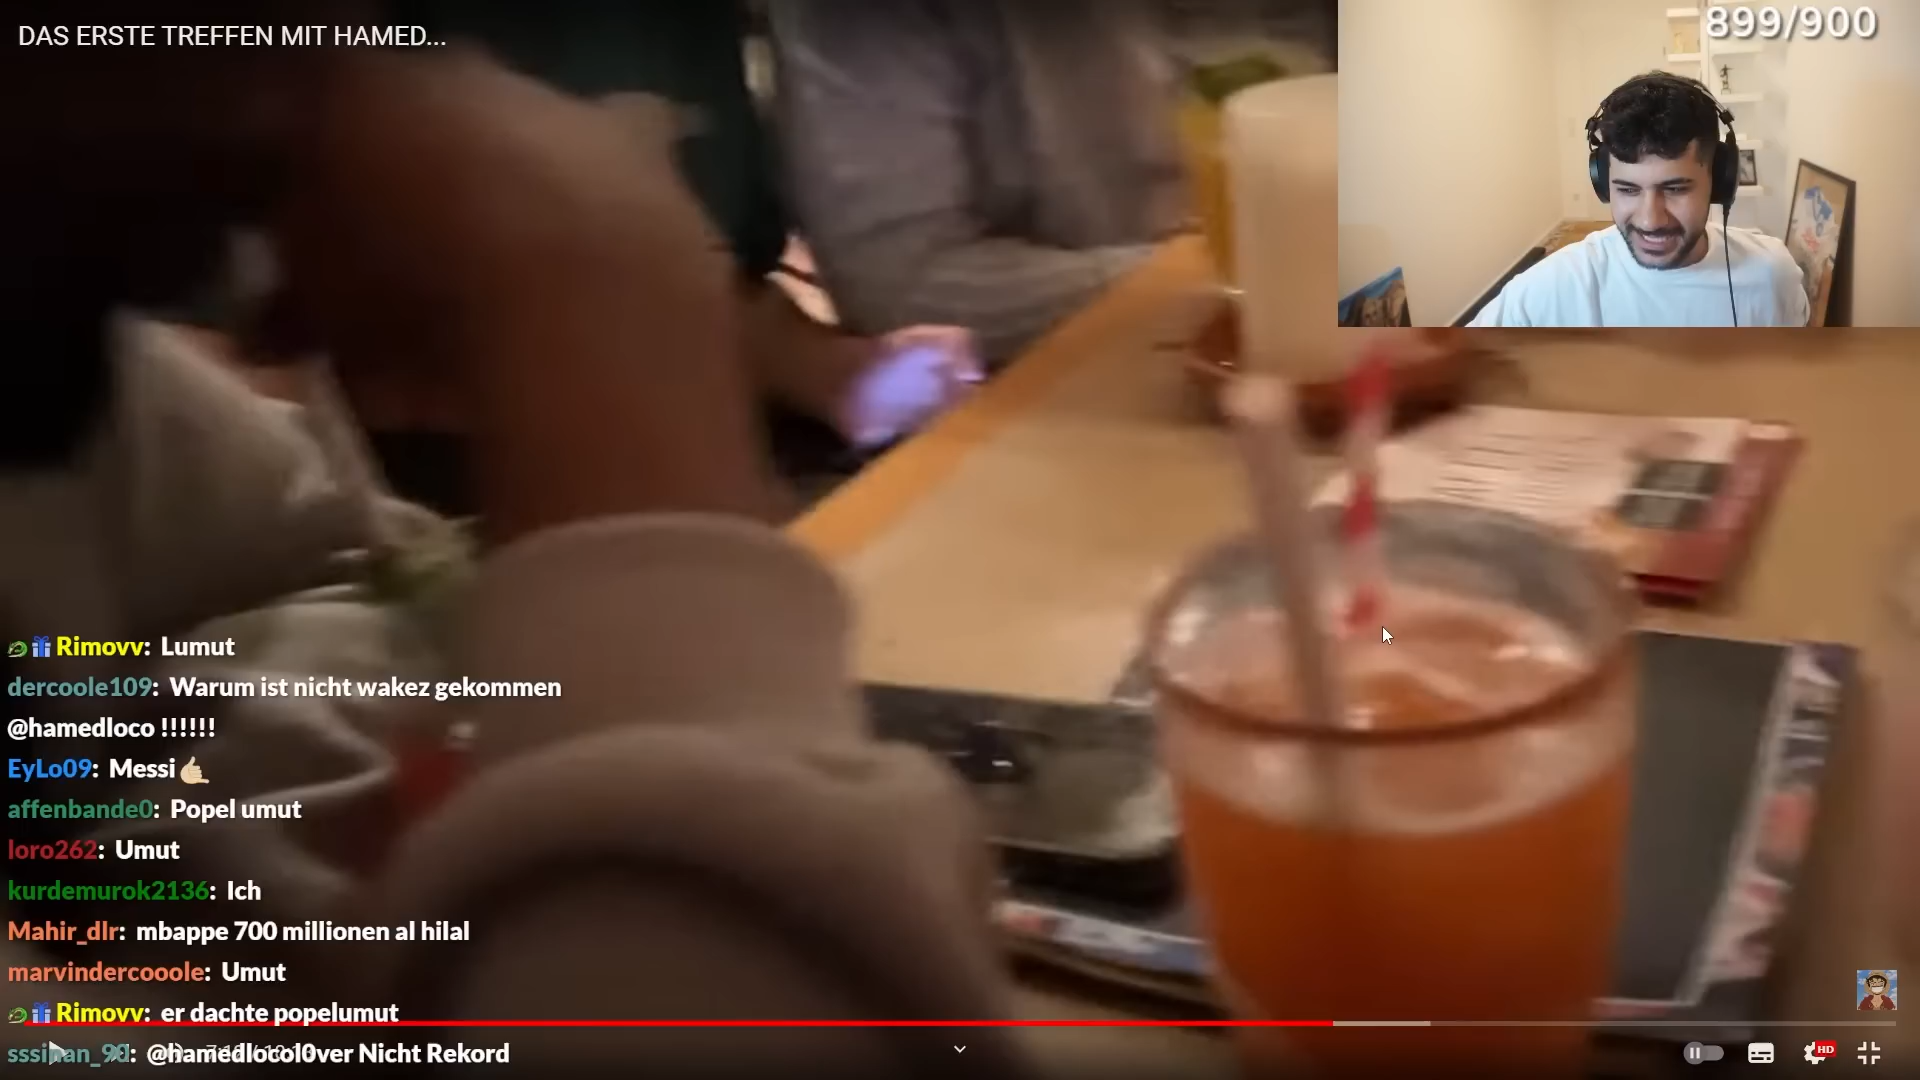 DAS ERSTE TREFFEN MIT HAMED...
899/900
Rimovv: Lumut
dercoole109: Warum ist nicht wakez gekommen
@hamedloco !!!!!!
EyLo09: Messi🤙🏼
affenbande0: Popel umut
loro262: Umut
kurdemurok2136: Ich
Mahir_dlr: mbappe 700 millionen al hilal
marvindercooole: Umut
Rimovv: er dachte popelumut
@hamedlocolover Nicht Rekord
HD